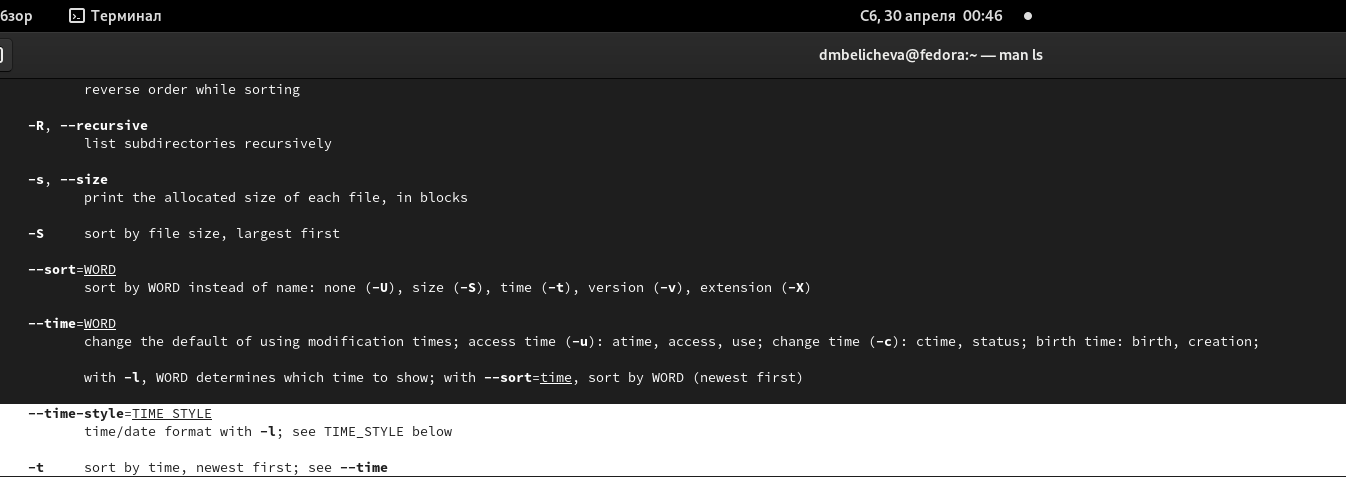 бзор Терминал Сб, 30 апреля 00:46
dmbelicheva@fedora:~ — man ls
reverse order while sorting
-R, --recursive
list subdirectories recursively
-s, --size
print the allocated size of each file, in blocks
-S sort by file size, largest first
--sort=WORD
sort by WORD instead of name: none (-U), size (-S), time (-t), version (-v), extension (-X)
--time=WORD
change the default of using modification times; access time (-u): atime, access, use; change time (-c): ctime, status; birth time: birth, creation;
with -l, WORD determines which time to show; with --sort=time, sort by WORD (newest first)
--time-style=TIME_STYLE
time/date format with -l; see TIME_STYLE below
-t sort by time, newest first; see --time